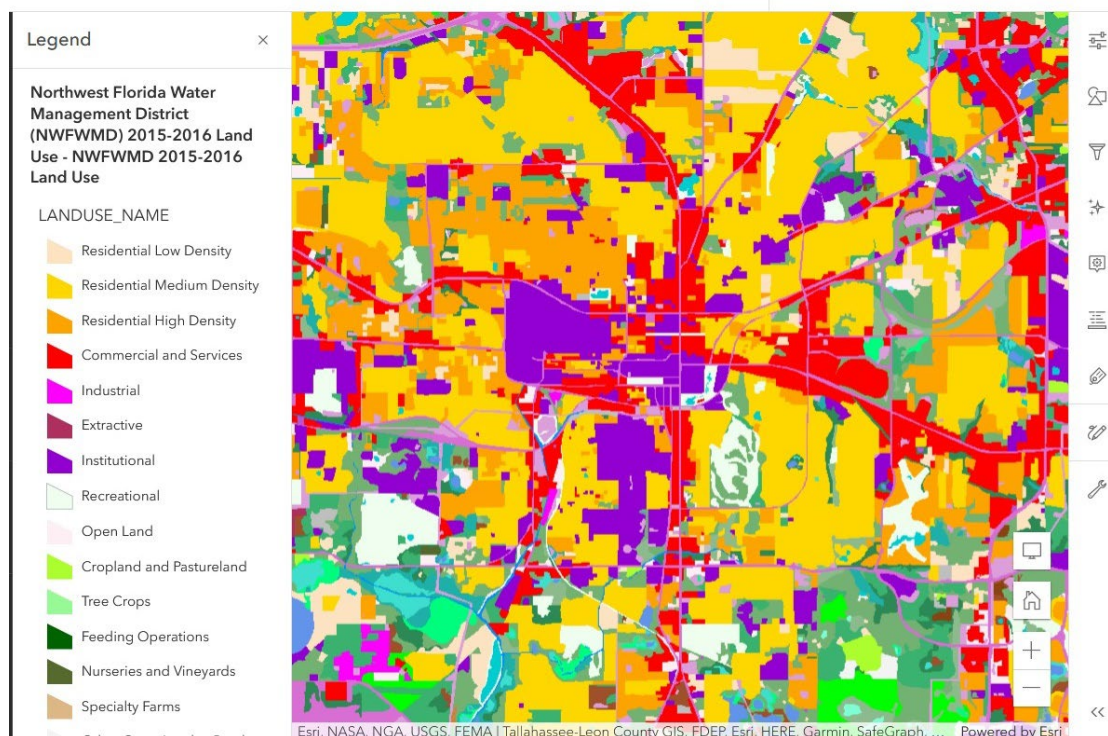 Legend
Northwest Florida Water
Management District
(NWFWMD) 2015-2016 Land
Use - NWFWMD 2015-2016
Land Use
LANDUSE_NAME
Residential Low Density
Residential Medium Density
Residential High Density
Commercial and Services
Industrial
Extractive
Institutional
Recreational
Open Land
Cropland and Pastureland
Tree Crops
Feeding Operations
Nurseries and Vineyards
Specialty Farms
Esri, NASA, NGA, USGS, FEMA | Tallahassee-Leon County GIS, FDEP, Esri, HERE, Garmin, SafeGraph, ... Powered by Esri